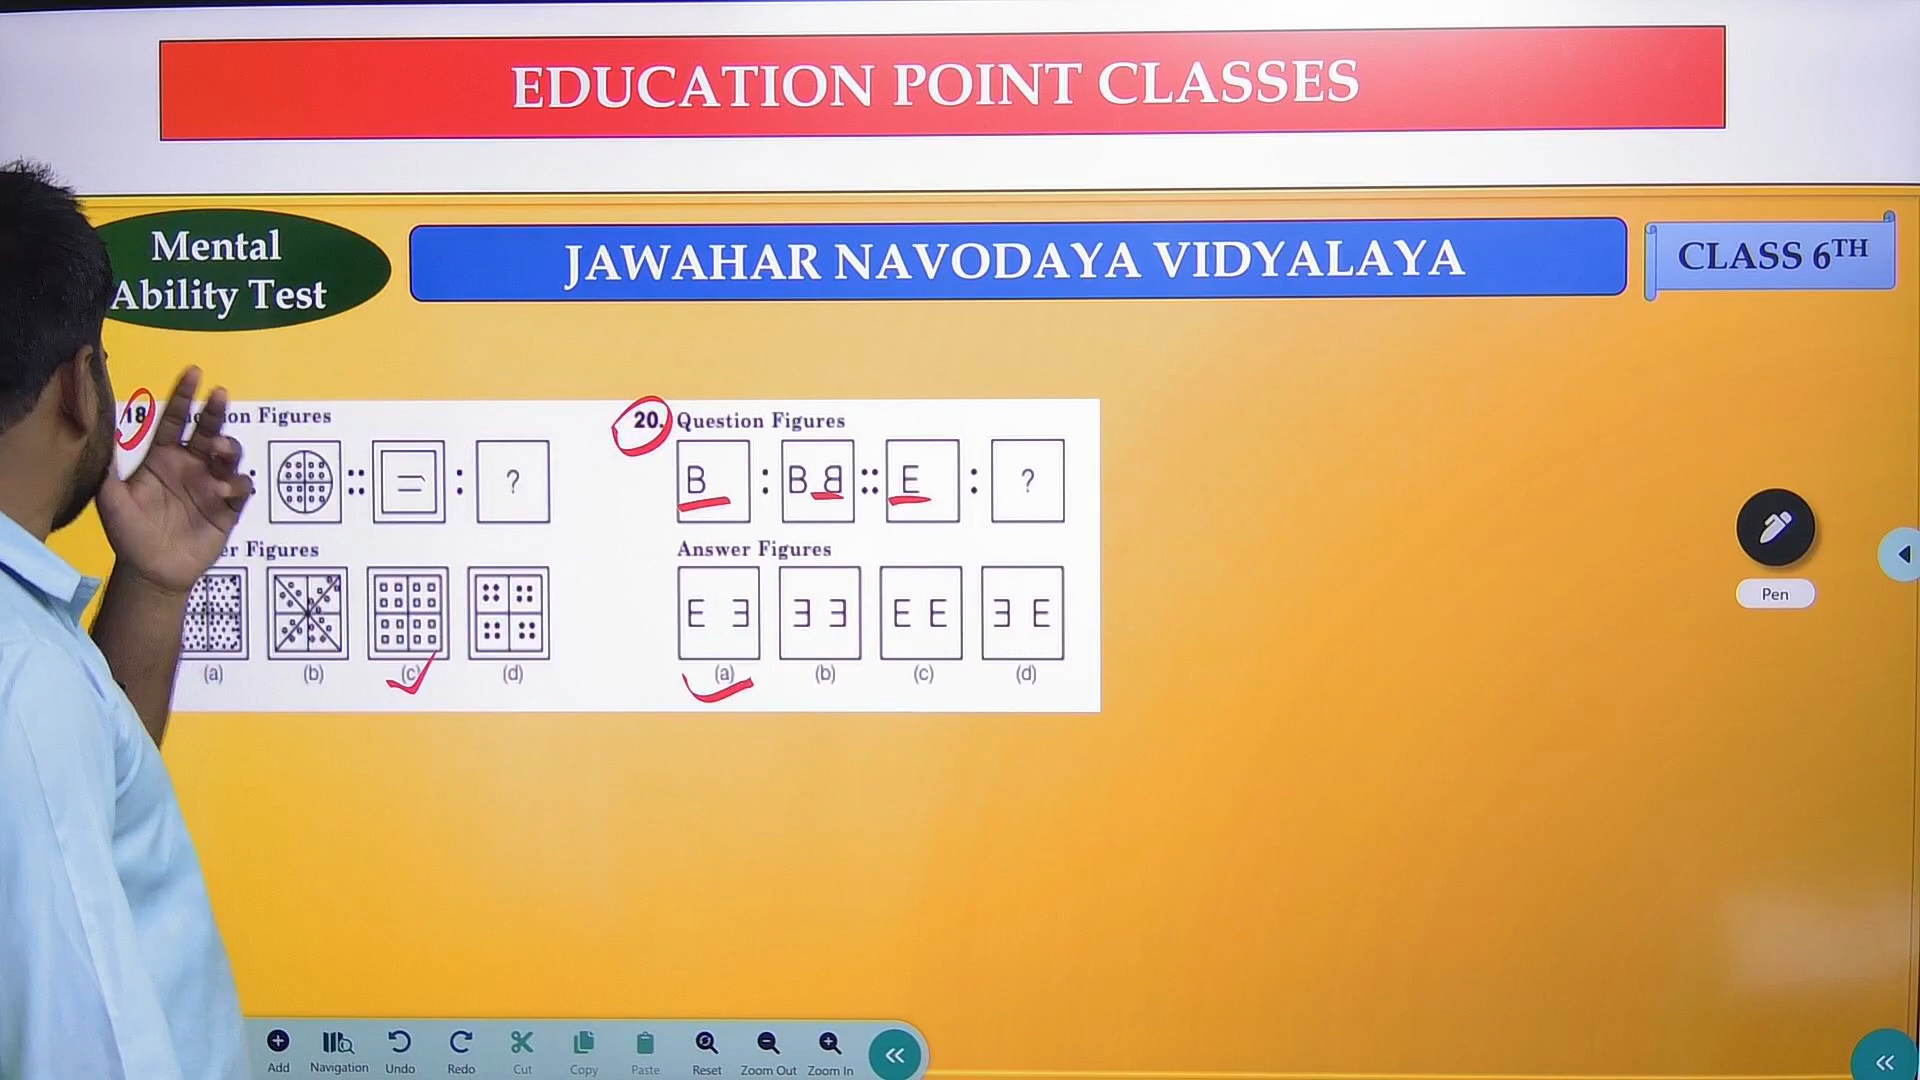 EDUCATION POINT CLASSES
Mental
Ability Test
JAWAHAR NAVODAYA VIDYALAYA
CLASS 6TH
18 Figures
: :: = : ?
Figures
(a) (b) (c) (d)
20. Question Figures
B : B B :: E : ?
Answer Figures
E Ǝ Ǝ Ǝ E E Ǝ E
(a) (b) (c) (d)
Pen
Add Navigation Undo Redo Cut Copy Paste Reset Zoom Out Zoom In